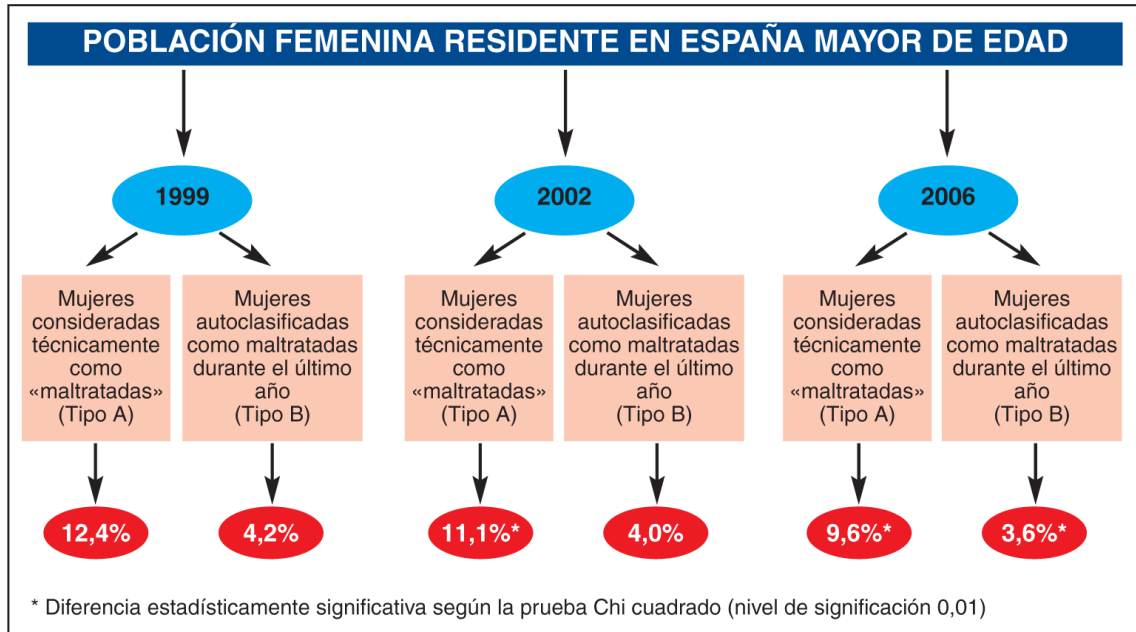 POBLACIÓN FEMENINA RESIDENTE EN ESPAÑA MAYOR DE EDAD
1999
2002
2006
Mujeres
consideradas
técnicamente
como
«maltratadas»
(Tipo A)
Mujeres
autoclasificadas
como maltratadas
durante el último
año
(Tipo B)
Mujeres
consideradas
técnicamente
como
«maltratadas»
(Tipo A)
Mujeres
autoclasificadas
como maltratadas
durante el último
año
(Tipo B)
Mujeres
consideradas
técnicamente
como
«maltratadas»
(Tipo A)
Mujeres
autoclasificadas
como maltratadas
durante el último
año
(Tipo B)
12,4%
4,2%
11,1%*
4,0%
9,6%*
3,6%*
* Diferencia estadísticamente significativa según la prueba Chi cuadrado (nivel de significación 0,01)